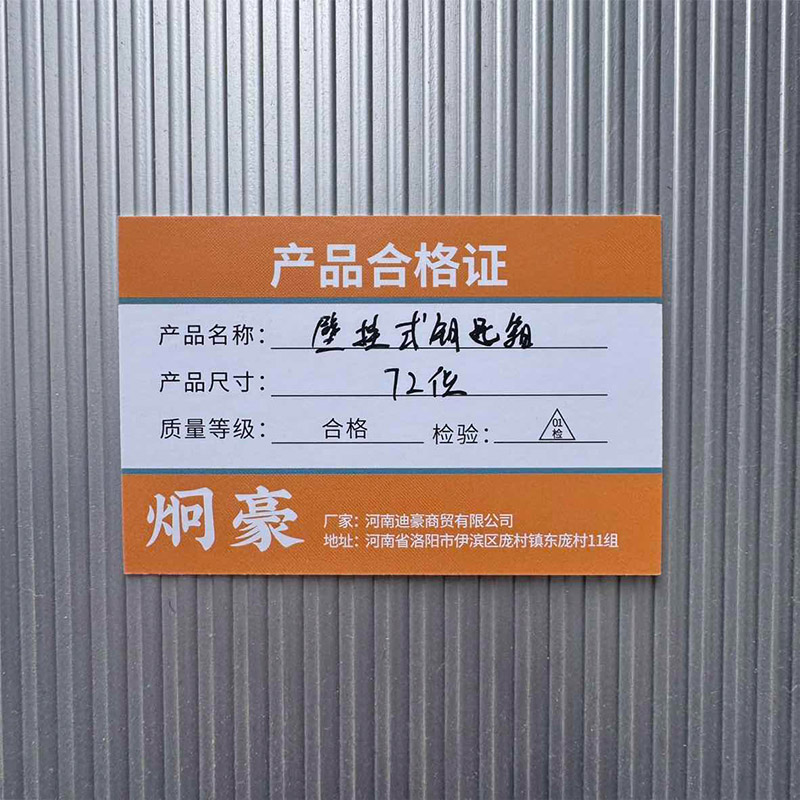 产品合格证
产品名称：壁挂式钥匙箱
产品尺寸：72位
质量等级：合格 检验：01检
炯豪
厂家：河南迪豪商贸有限公司
地址：河南省洛阳市伊滨区庞村镇东庞村11组